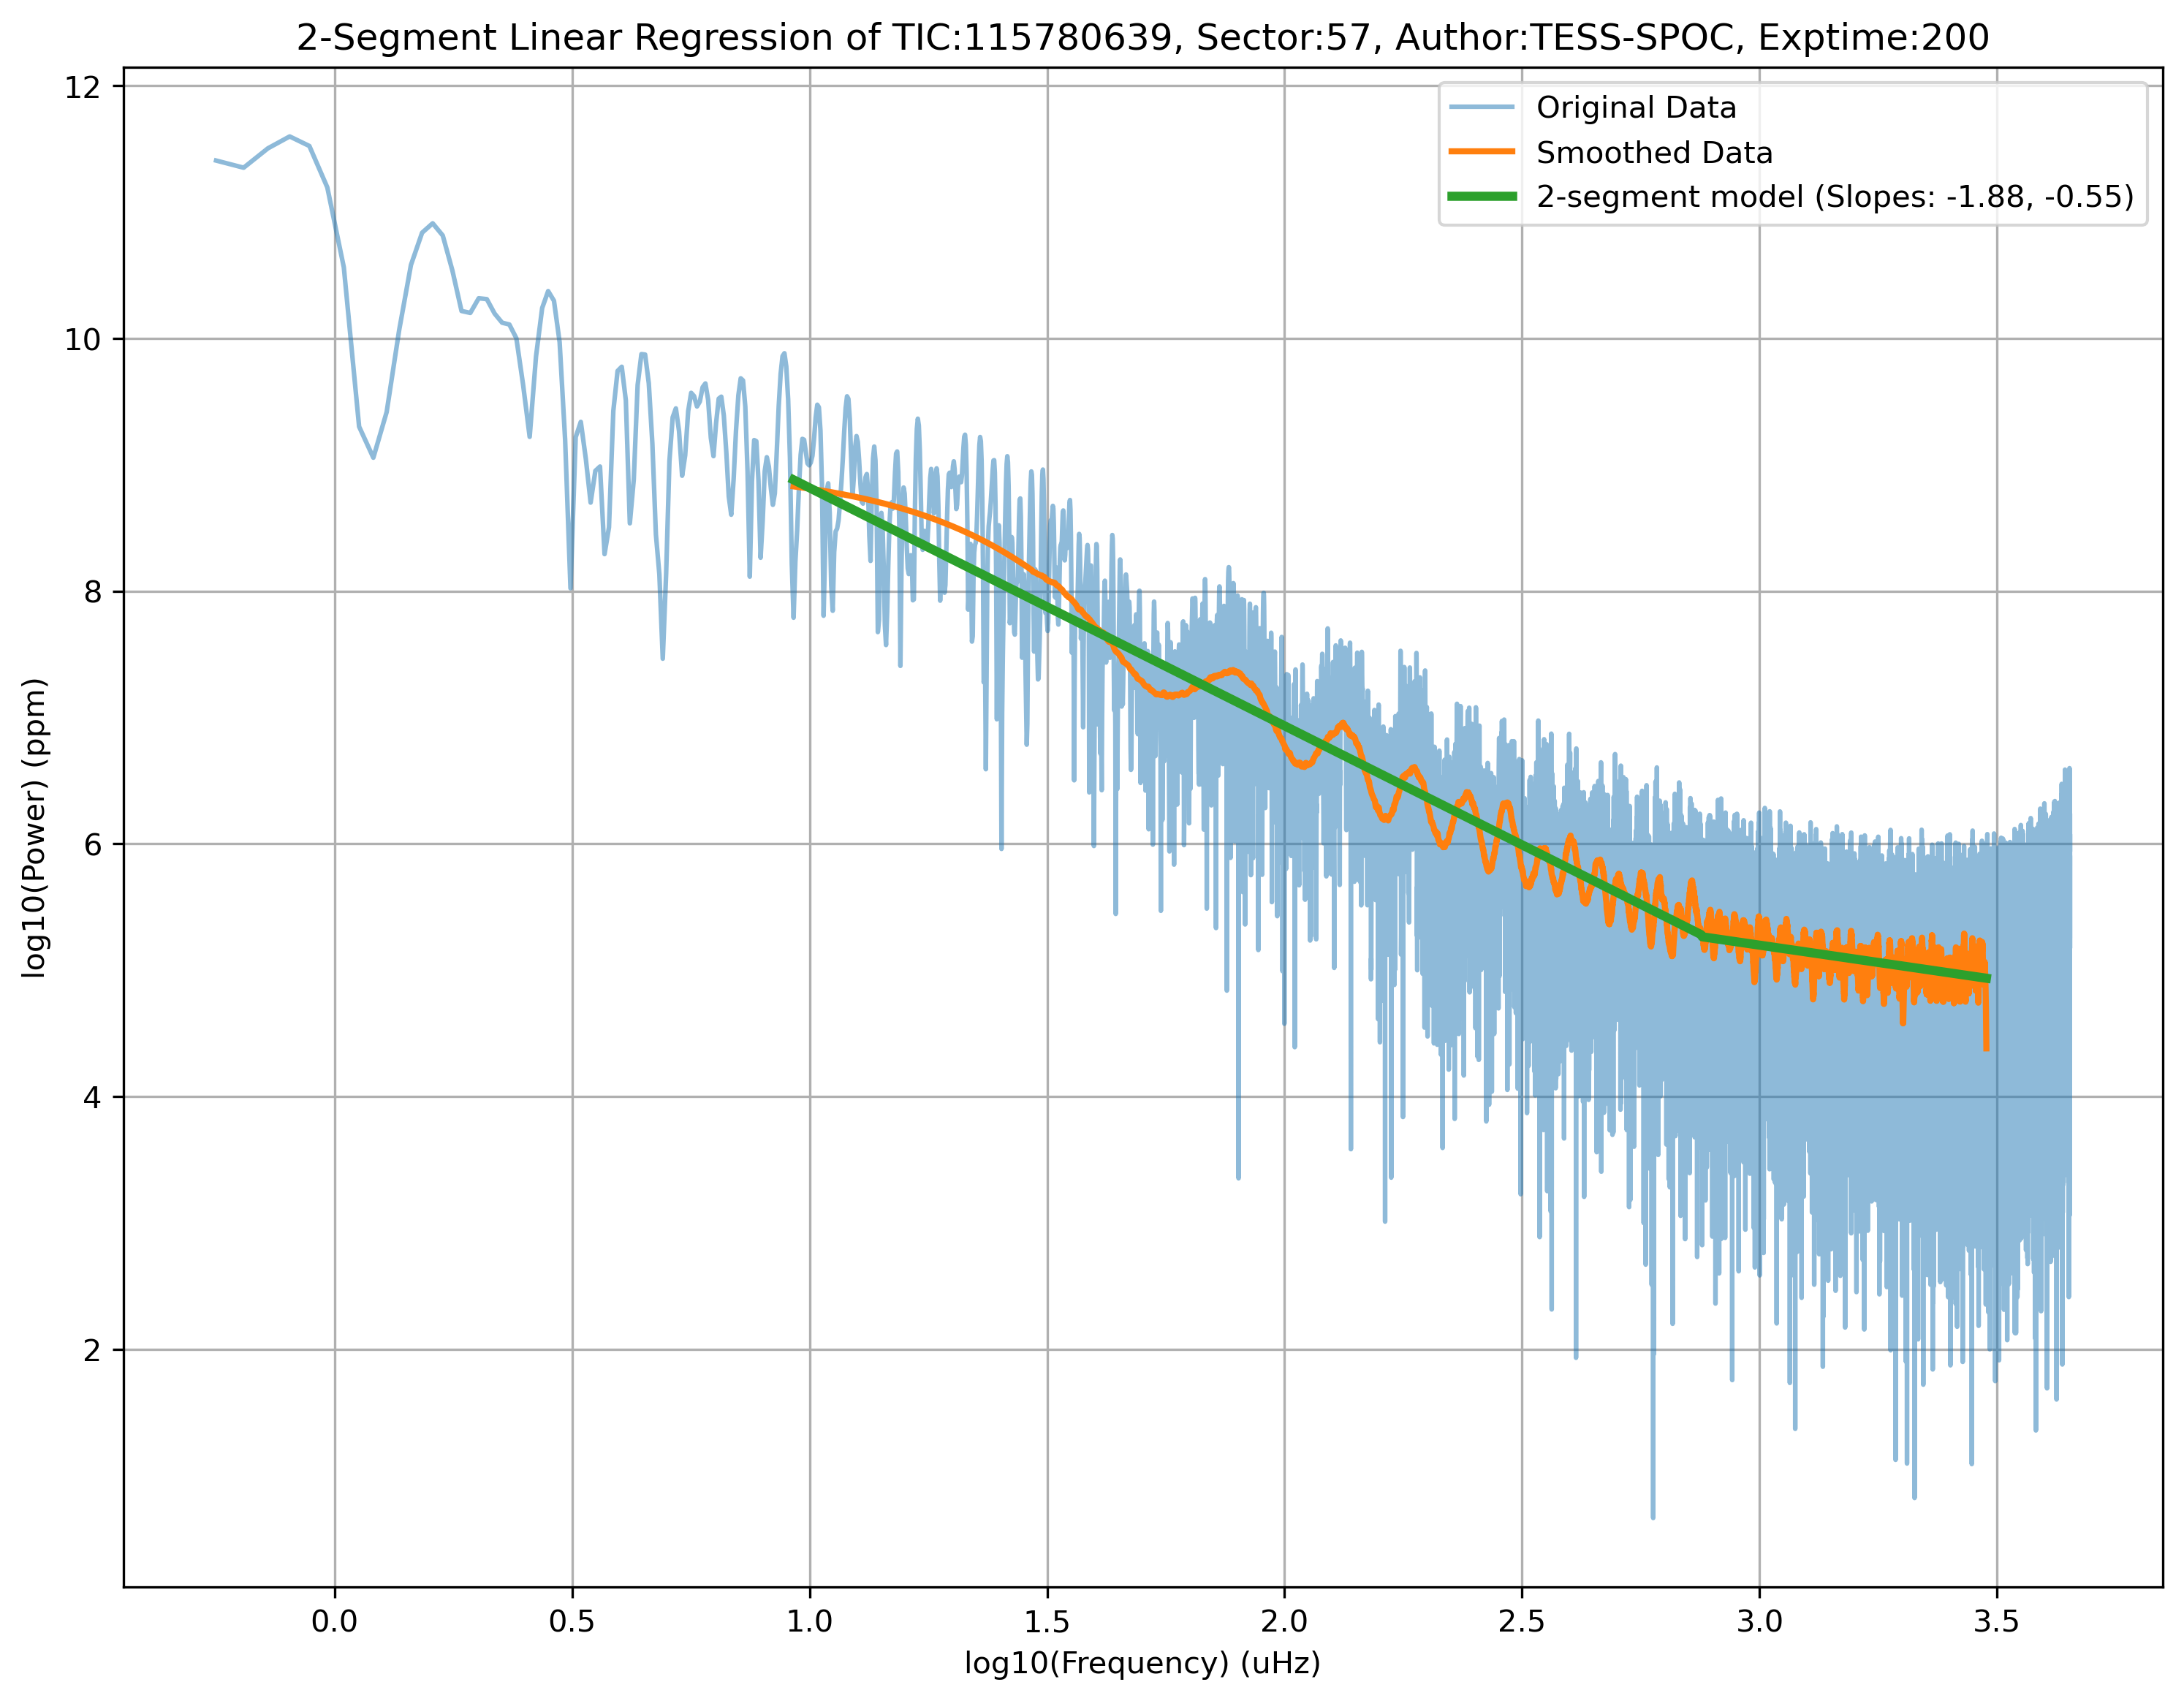 2-Segment Linear Regression of TIC:115780639, Sector:57, Author:TESS-SPOC, Exptime:200
Original Data
Smoothed Data
2-segment model (Slopes: -1.88, -0.55)
12
10
8
6
4
2
log10(Power) (ppm)
0.0 0.5 1.0 1.5 2.0 2.5 3.0 3.5
log10(Frequency) (uHz)